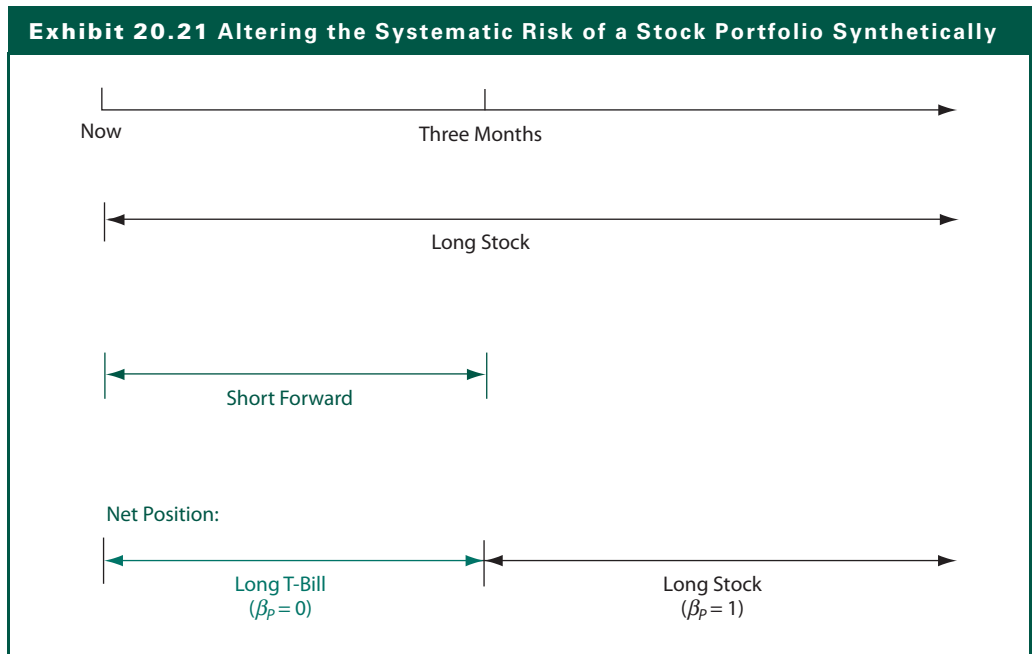 Exhibit 20.21 Altering the Systematic Risk of a Stock Portfolio Synthetically
Now
Three Months
Long Stock
Short Forward
Net Position:
Long T-Bill
(βP = 0)
Long Stock
(βP = 1)